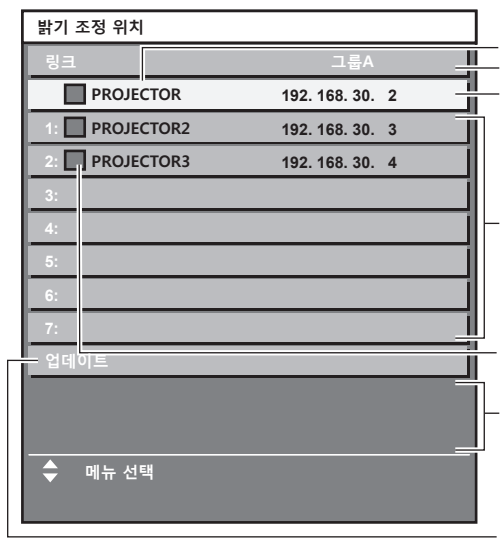 밝기 조정 위치
링크 그룹A
PROJECTOR 192. 168. 30. 2
1: PROJECTOR2 192. 168. 30. 3
2: PROJECTOR3 192. 168. 30. 4
3:
4:
5:
6:
7:
업데이트
메뉴 선택